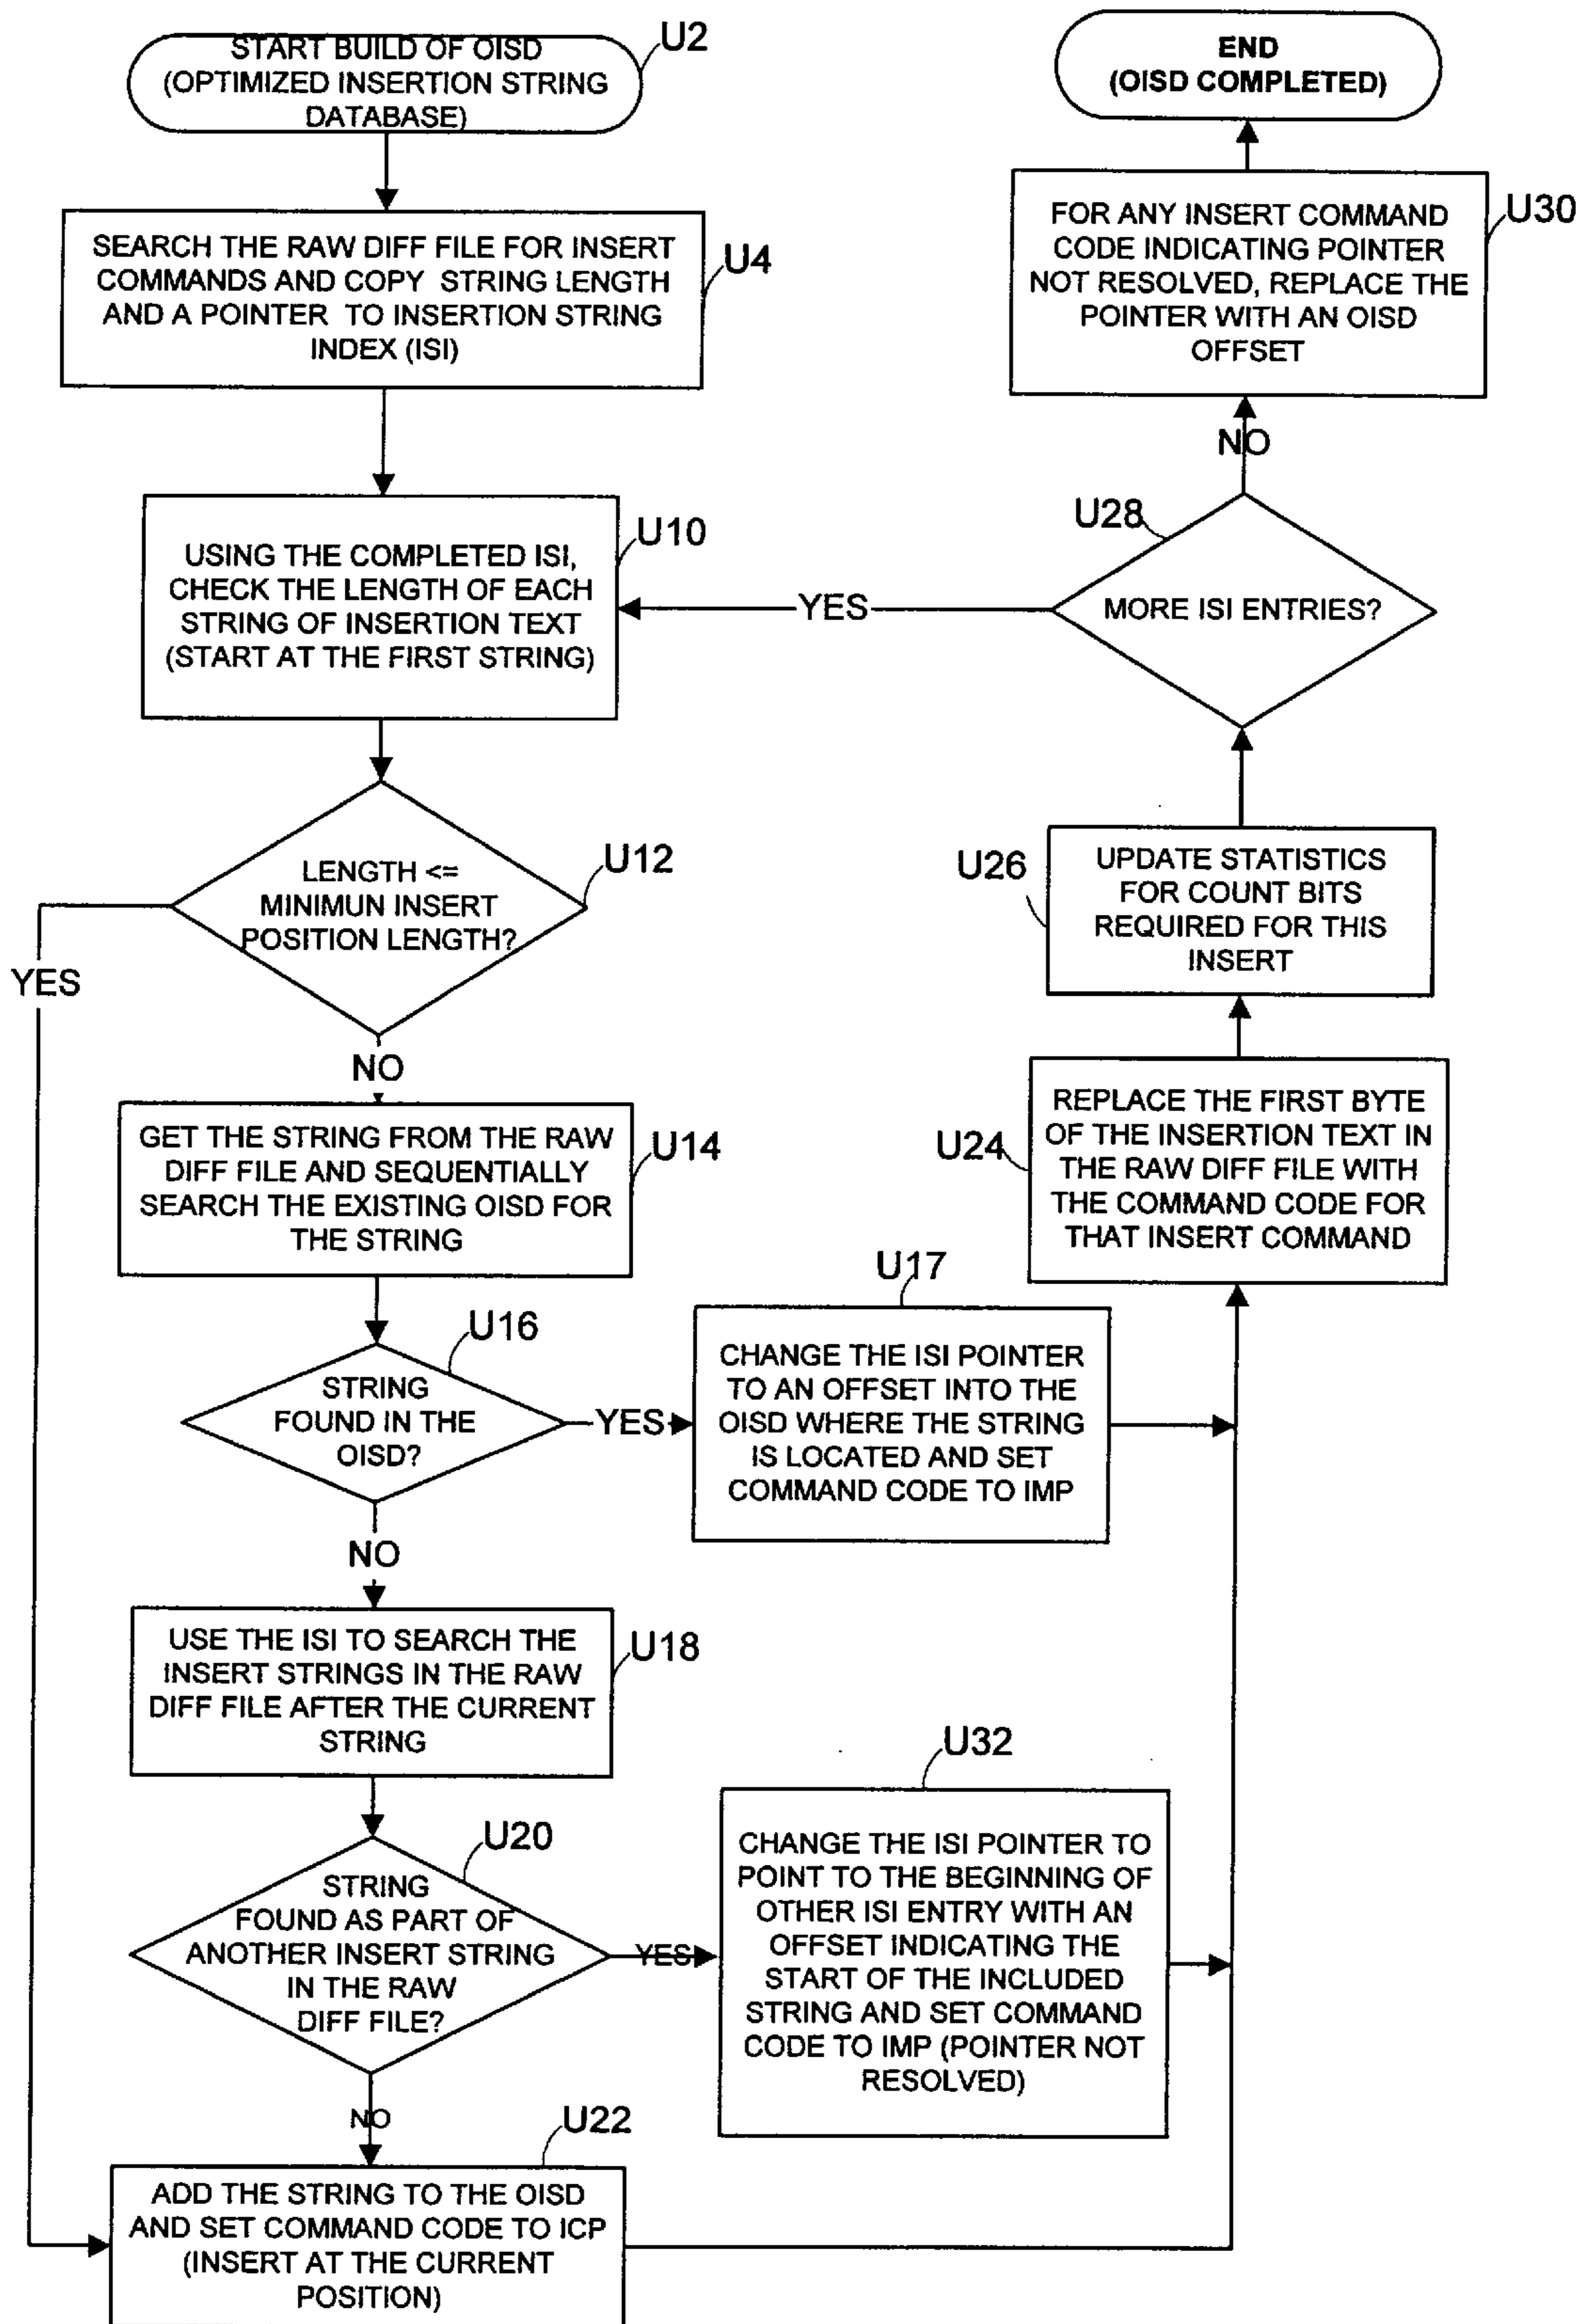 START BUILD OF OISD
(OPTIMIZED INSERTION STRING
DATABASE)
U2
SEARCH THE RAW DIFF FILE FOR INSERT
COMMANDS AND COPY STRING LENGTH
AND A POINTER TO INSERTION STRING
INDEX (ISI)
U4
USING THE COMPLETED ISI,
CHECK THE LENGTH OF EACH
STRING OF INSERTION TEXT
(START AT THE FIRST STRING)
U10
LENGTH <=
MINIMUN INSERT
POSITION LENGTH?
U12
YES
NO
GET THE STRING FROM THE RAW
DIFF FILE AND SEQUENTIALLY
SEARCH THE EXISTING OISD FOR
THE STRING
U14
STRING
FOUND IN THE
OISD?
U16
YES
NO
CHANGE THE ISI POINTER
TO AN OFFSET INTO THE
OISD WHERE THE STRING
IS LOCATED AND SET
COMMAND CODE TO IMP
U17
USE THE ISI TO SEARCH THE
INSERT STRINGS IN THE RAW
DIFF FILE AFTER THE CURRENT
STRING
U18
STRING
FOUND AS PART OF
ANOTHER INSERT STRING
IN THE RAW
DIFF FILE?
U20
YES
NO
CHANGE THE ISI POINTER TO
POINT TO THE BEGINNING OF
OTHER ISI ENTRY WITH AN
OFFSET INDICATING THE
START OF THE INCLUDED
STRING AND SET COMMAND
CODE TO IMP (POINTER NOT
RESOLVED)
U32
ADD THE STRING TO THE OISD
AND SET COMMAND CODE TO ICP
(INSERT AT THE CURRENT
POSITION)
U22
REPLACE THE FIRST BYTE
OF THE INSERTION TEXT IN
THE RAW DIFF FILE WITH
THE COMMAND CODE FOR
THAT INSERT COMMAND
U24
UPDATE STATISTICS
FOR COUNT BITS
REQUIRED FOR THIS
INSERT
U26
MORE ISI ENTRIES?
U28
YES
NO
FOR ANY INSERT COMMAND
CODE INDICATING POINTER
NOT RESOLVED, REPLACE THE
POINTER WITH AN OISD
OFFSET
U30
END
(OISD COMPLETED)